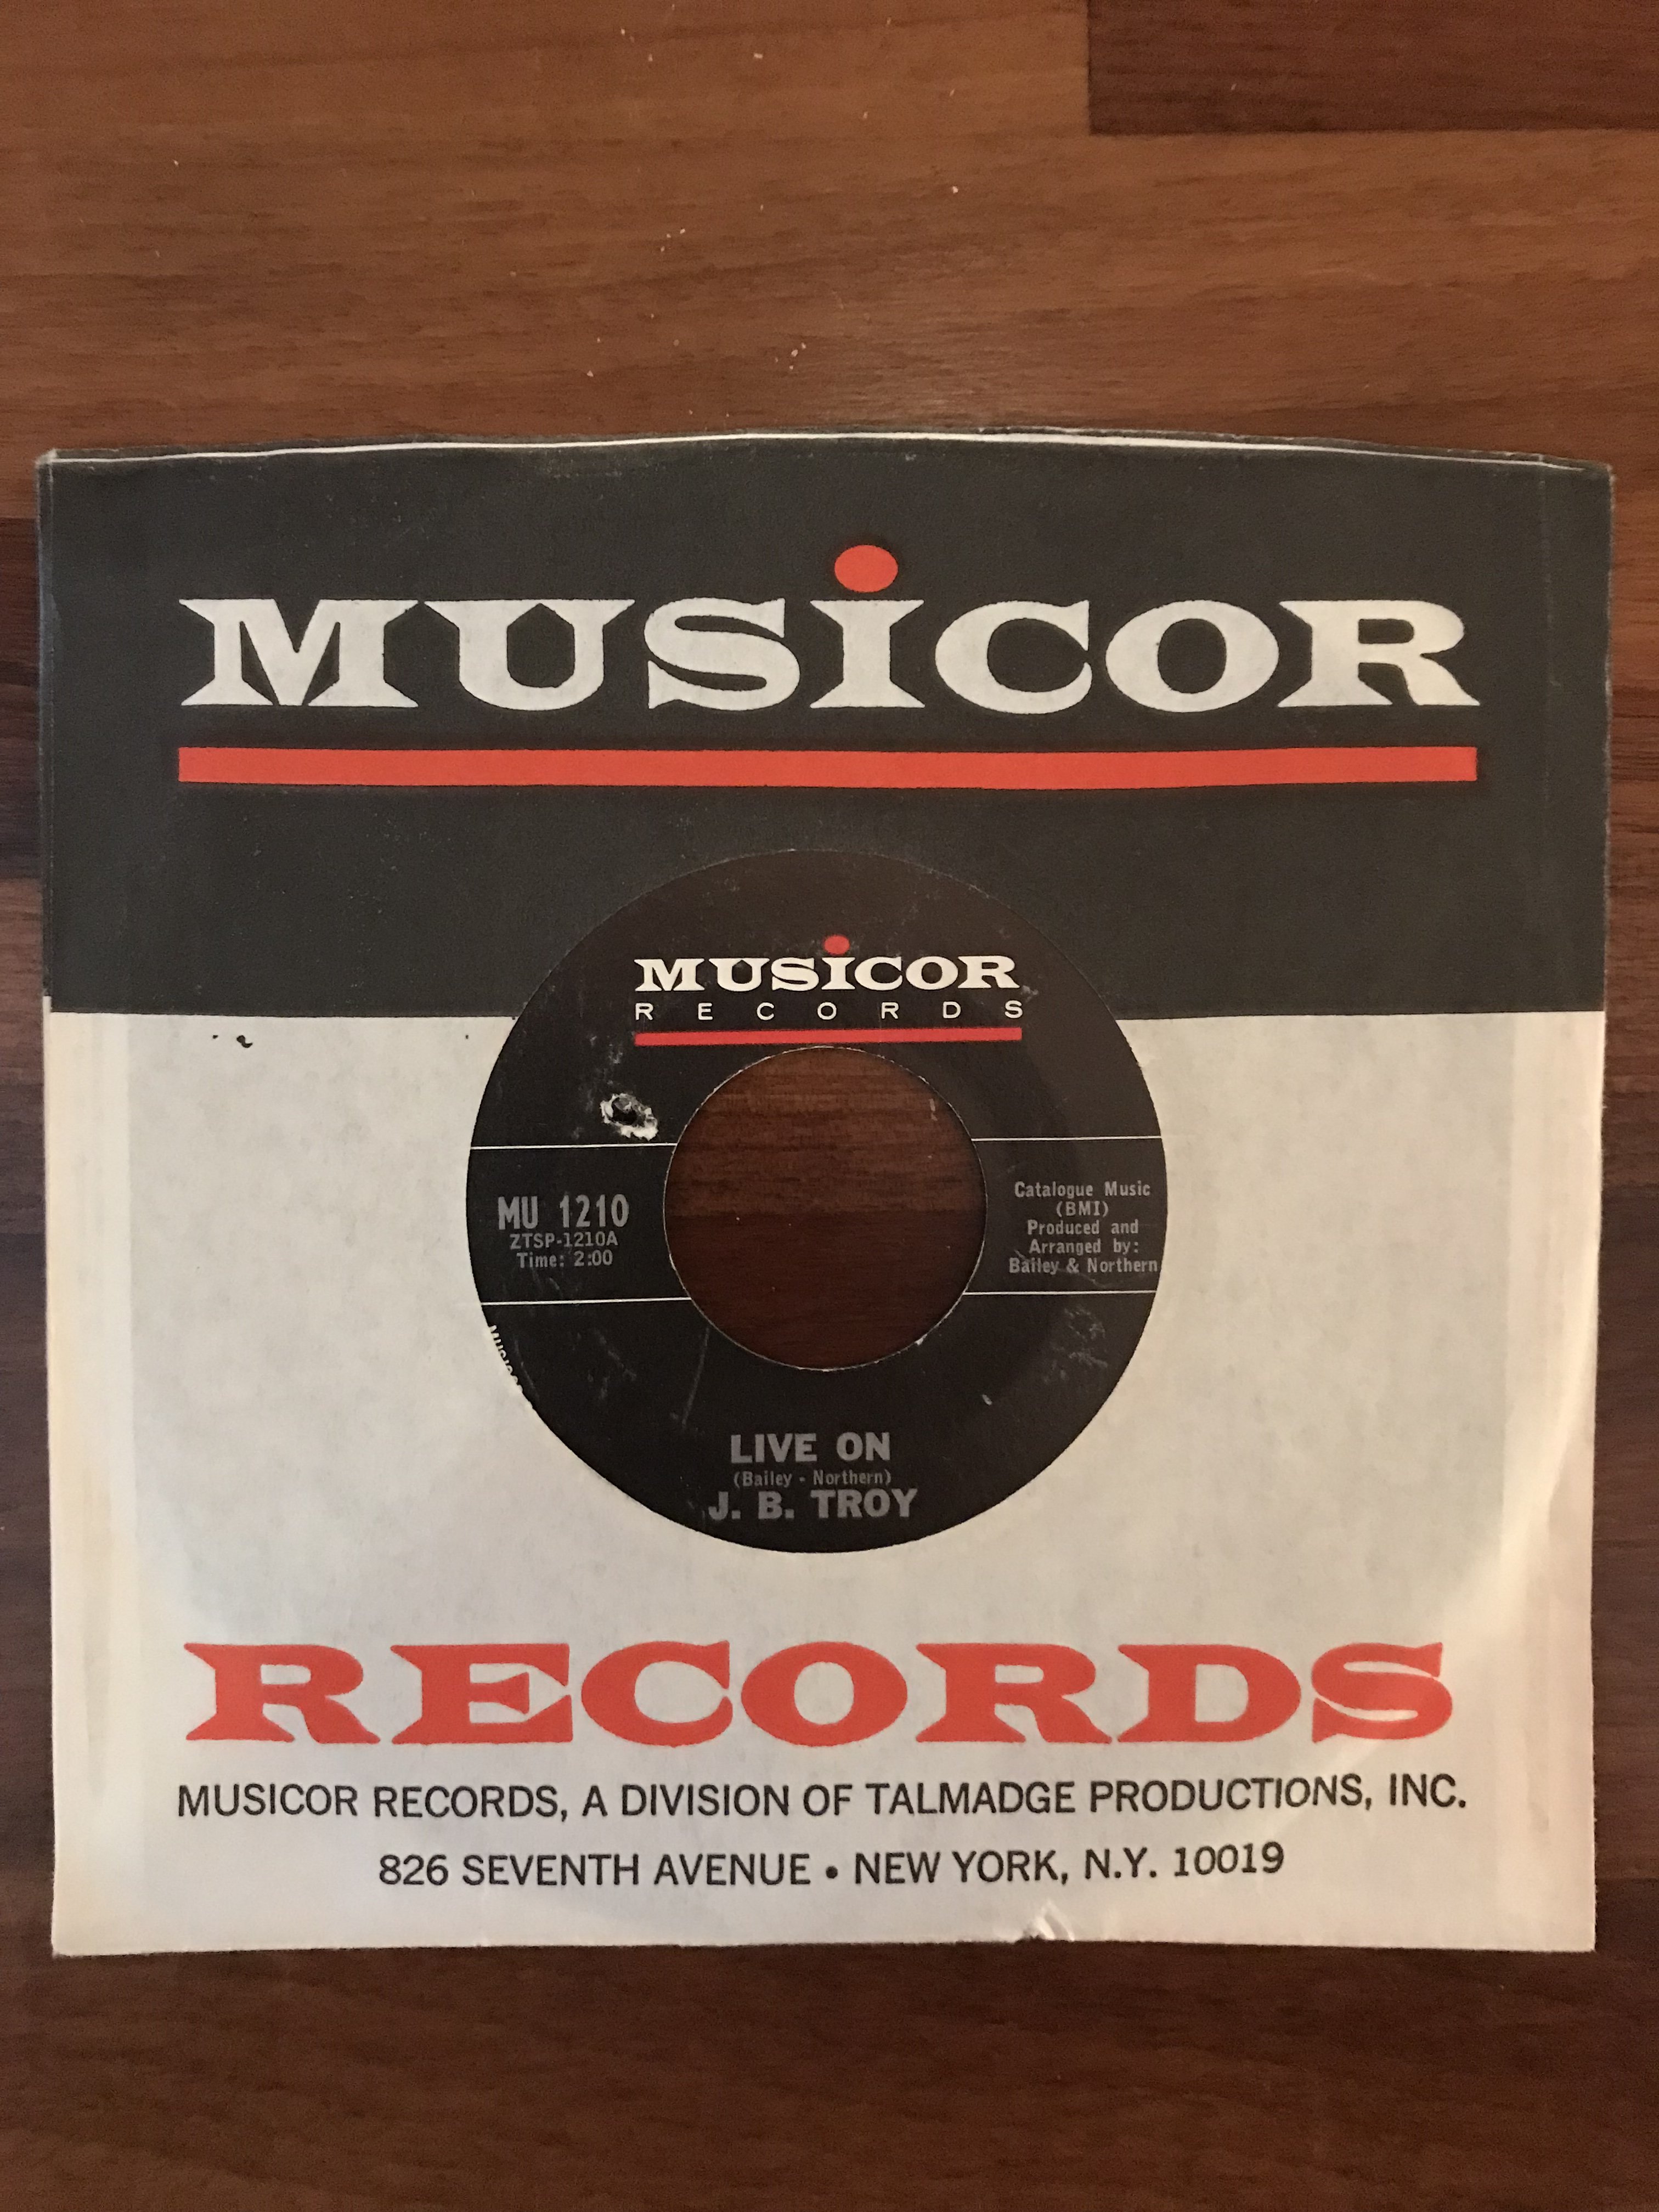 MUSiCOR
MUSiCOR
RECORDS
MU 1210
ZTSP-1210A
Time: 2:00
Catalogue Music
(BMI)
Produced and
Arranged by:
Bailey & Northern
LIVE ON
(Bailey - Northern)
J. B. TROY
RECORDS
MUSICOR RECORDS, A DIVISION OF TALMADGE PRODUCTIONS, INC.
826 SEVENTH AVENUE • NEW YORK, N.Y. 10019